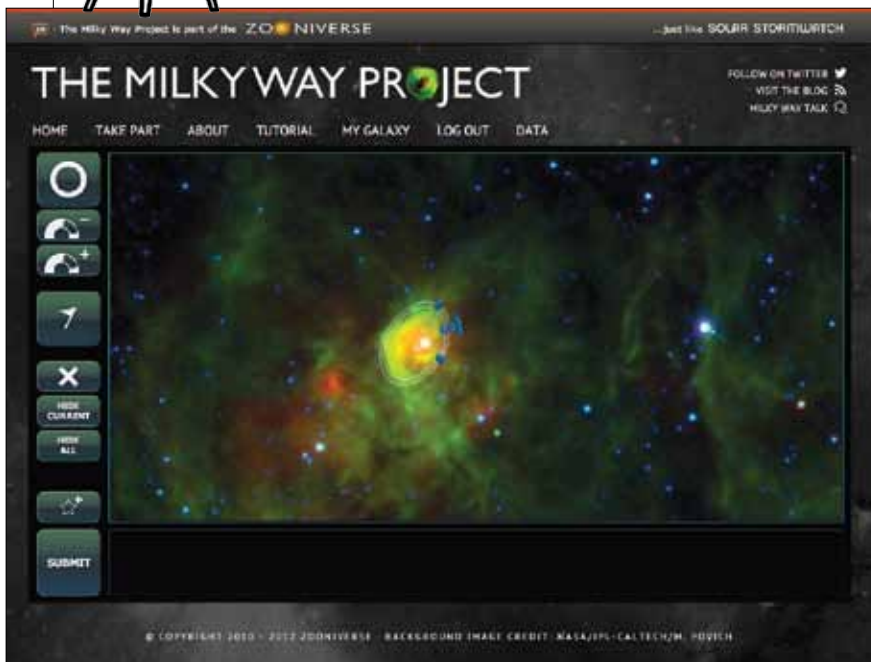 The Milky Way Project is part of the ZOONIVERSE
...just like SOLAR STORMWATCH
THE MILKY WAY PROJECT
FOLLOW ON TWITTER
VISIT THE BLOG
MILKY WAY TALK
HOME TAKE PART ABOUT TUTORIAL MY GALAXY LOG OUT DATA
HIDE
CURRENT
HIDE
ALL
SUBMIT
© COPYRIGHT 2010 - 2012 ZOONIVERSE BACKGROUND IMAGE CREDIT: NASA/JPL-CALTECH/M. POVICH